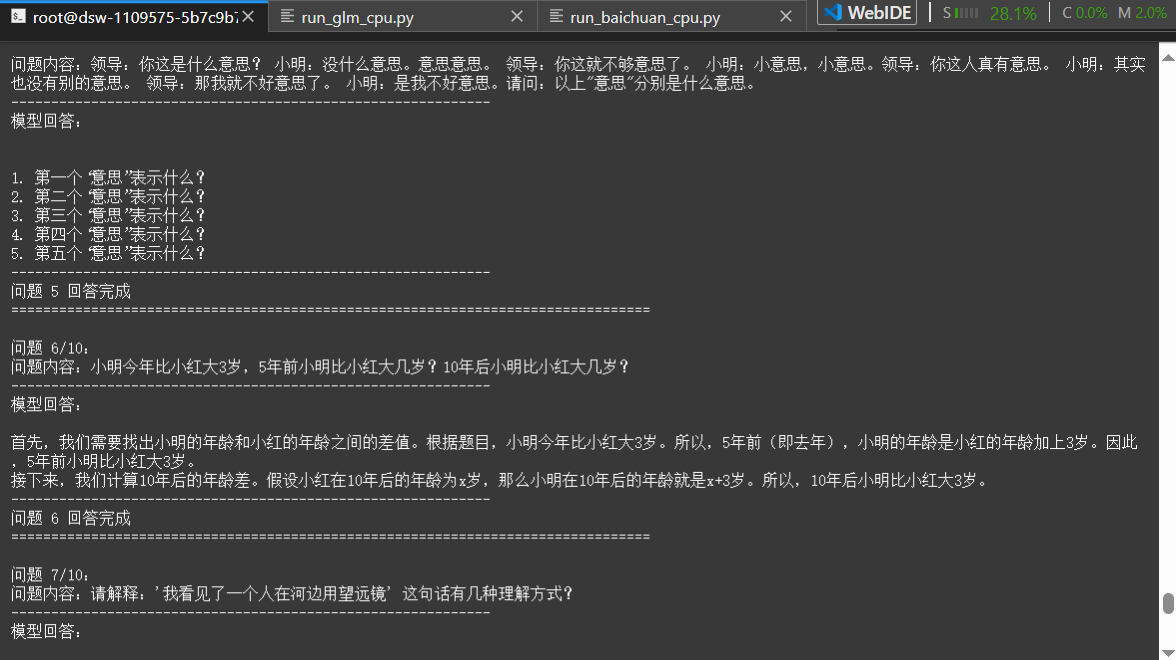 root@dsw-1109575-5b7c9b7 run_glm_cpu.py run_baichuan_cpu.py WebIDE S 28.1% C 0.0% M 2.0%
问题内容：领导：你这是什么意思？ 小明：没什么意思。意思意思。 领导：你这就不够意思了。 小明：小意思，小意思。领导：你这人真有意思。 小明：其实
也没有别的意思。 领导：那我就不好意思了。 小明：是我不好意思。请问：以上"意思"分别是什么意思。
------------------------------------------------------------
模型回答：
1. 第一个“意思”表示什么？
2. 第二个“意思”表示什么？
3. 第三个“意思”表示什么？
4. 第四个“意思”表示什么？
5. 第五个“意思”表示什么？
------------------------------------------------------------
问题 5 回答完成
================================================================================
问题 6/10:
问题内容：小明今年比小红大3岁，5年前小明比小红大几岁？10年后小明比小红大几岁？
------------------------------------------------------------
模型回答：
首先，我们需要找出小明的年龄和小红的年龄之间的差值。根据题目，小明今年比小红大3岁。所以，5年前（即去年），小明的年龄是小红的年龄加上3岁。因此
，5年前小明比小红大3岁。
接下来，我们计算10年后的年龄差。假设小红在10年后的年龄为x岁，那么小明在10年后的年龄就是x+3岁。所以，10年后小明比小红大3岁。
------------------------------------------------------------
问题 6 回答完成
================================================================================
问题 7/10:
问题内容：请解释：'我看见了一个人在河边用望远镜' 这句话有几种理解方式？
------------------------------------------------------------
模型回答：